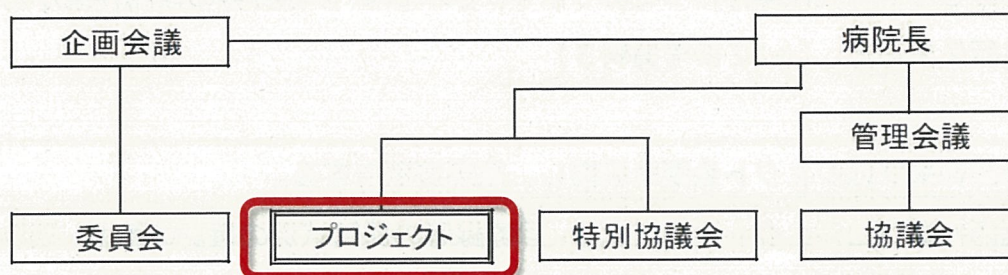 企画会議
病院長
管理会議
委員会
プロジェクト
特別協議会
協議会